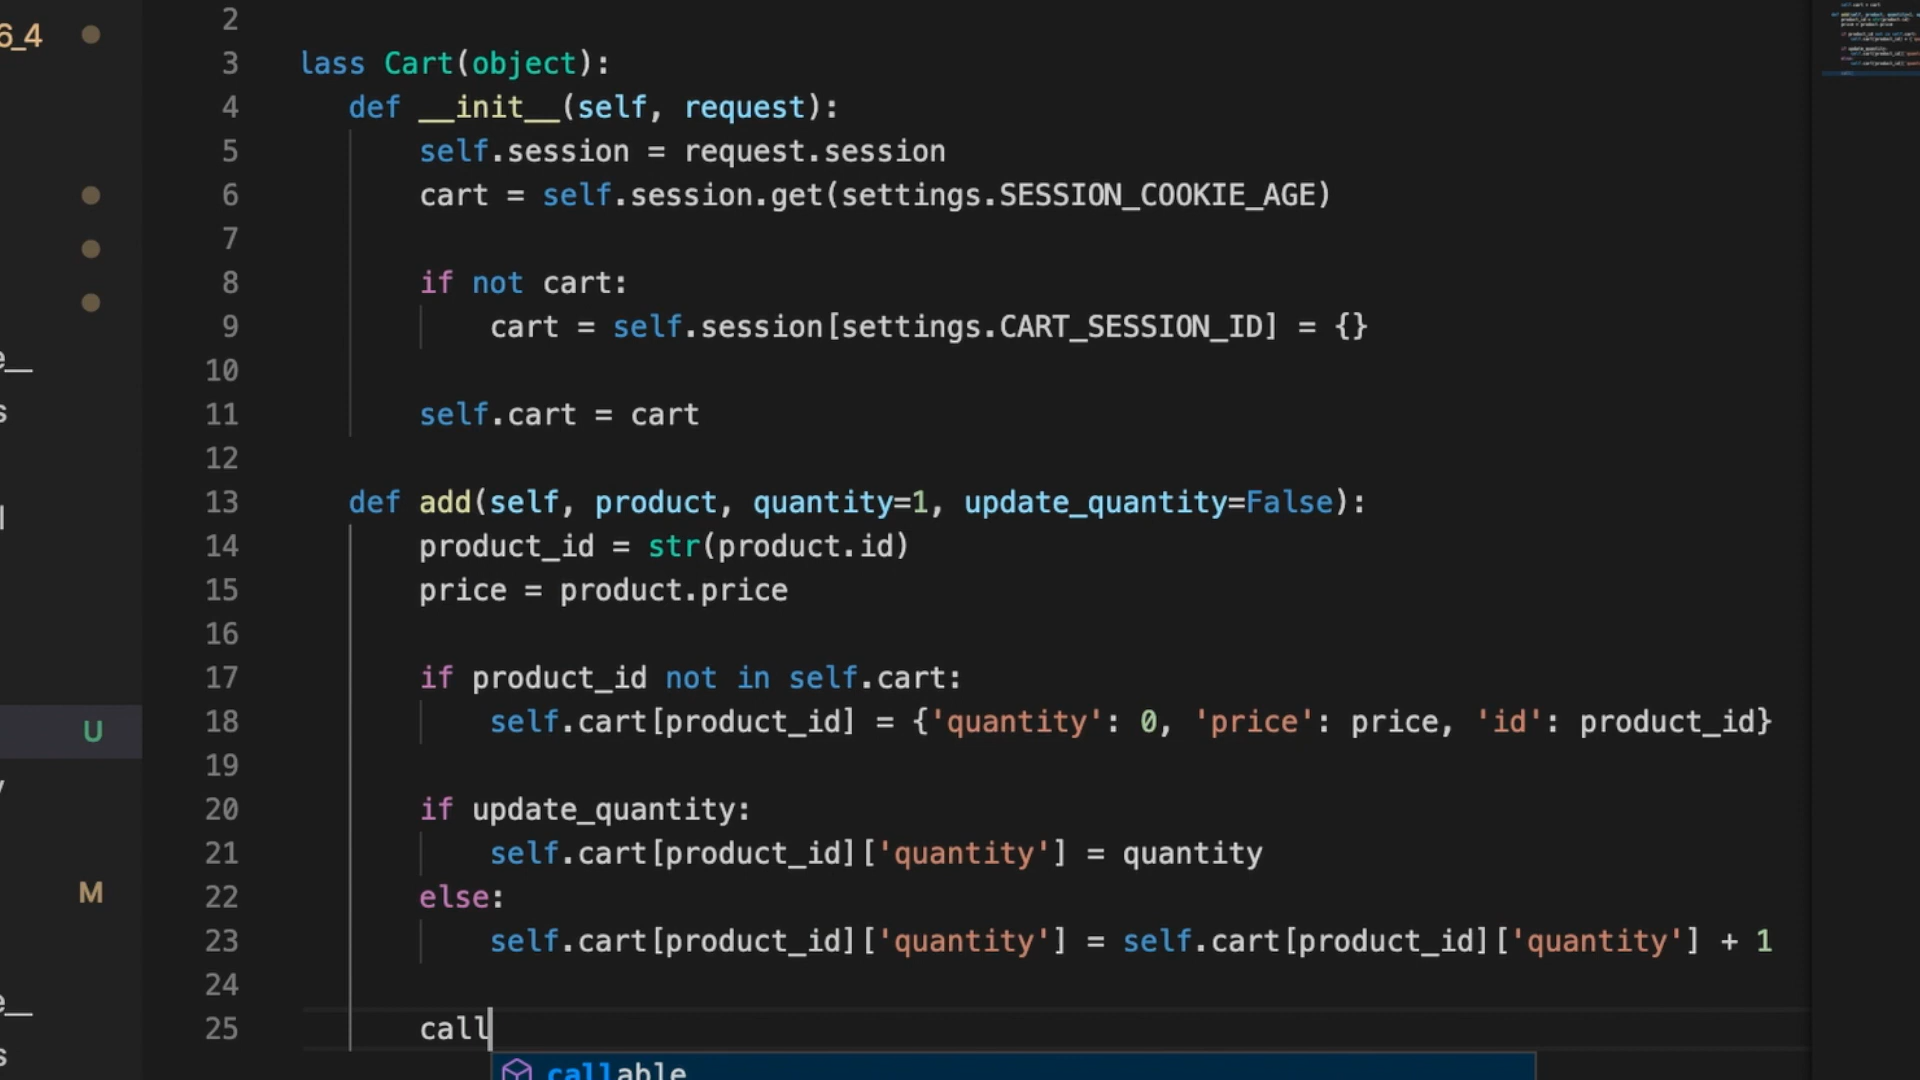 6_4
2
3 lass Cart(object):
4 def __init__(self, request):
5 self.session = request.session
6 cart = self.session.get(settings.SESSION_COOKIE_AGE)
7
8 if not cart:
9 cart = self.session[settings.CART_SESSION_ID] = {}
10
11 self.cart = cart
12
13 def add(self, product, quantity=1, update_quantity=False):
14 product_id = str(product.id)
15 price = product.price
16
17 if product_id not in self.cart:
18 self.cart[product_id] = {'quantity': 0, 'price': price, 'id': product_id}
19
20 if update_quantity:
U
21 self.cart[product_id]['quantity'] = quantity
22 else:
M
23 self.cart[product_id]['quantity'] = self.cart[product_id]['quantity'] + 1
24
25 call
callable